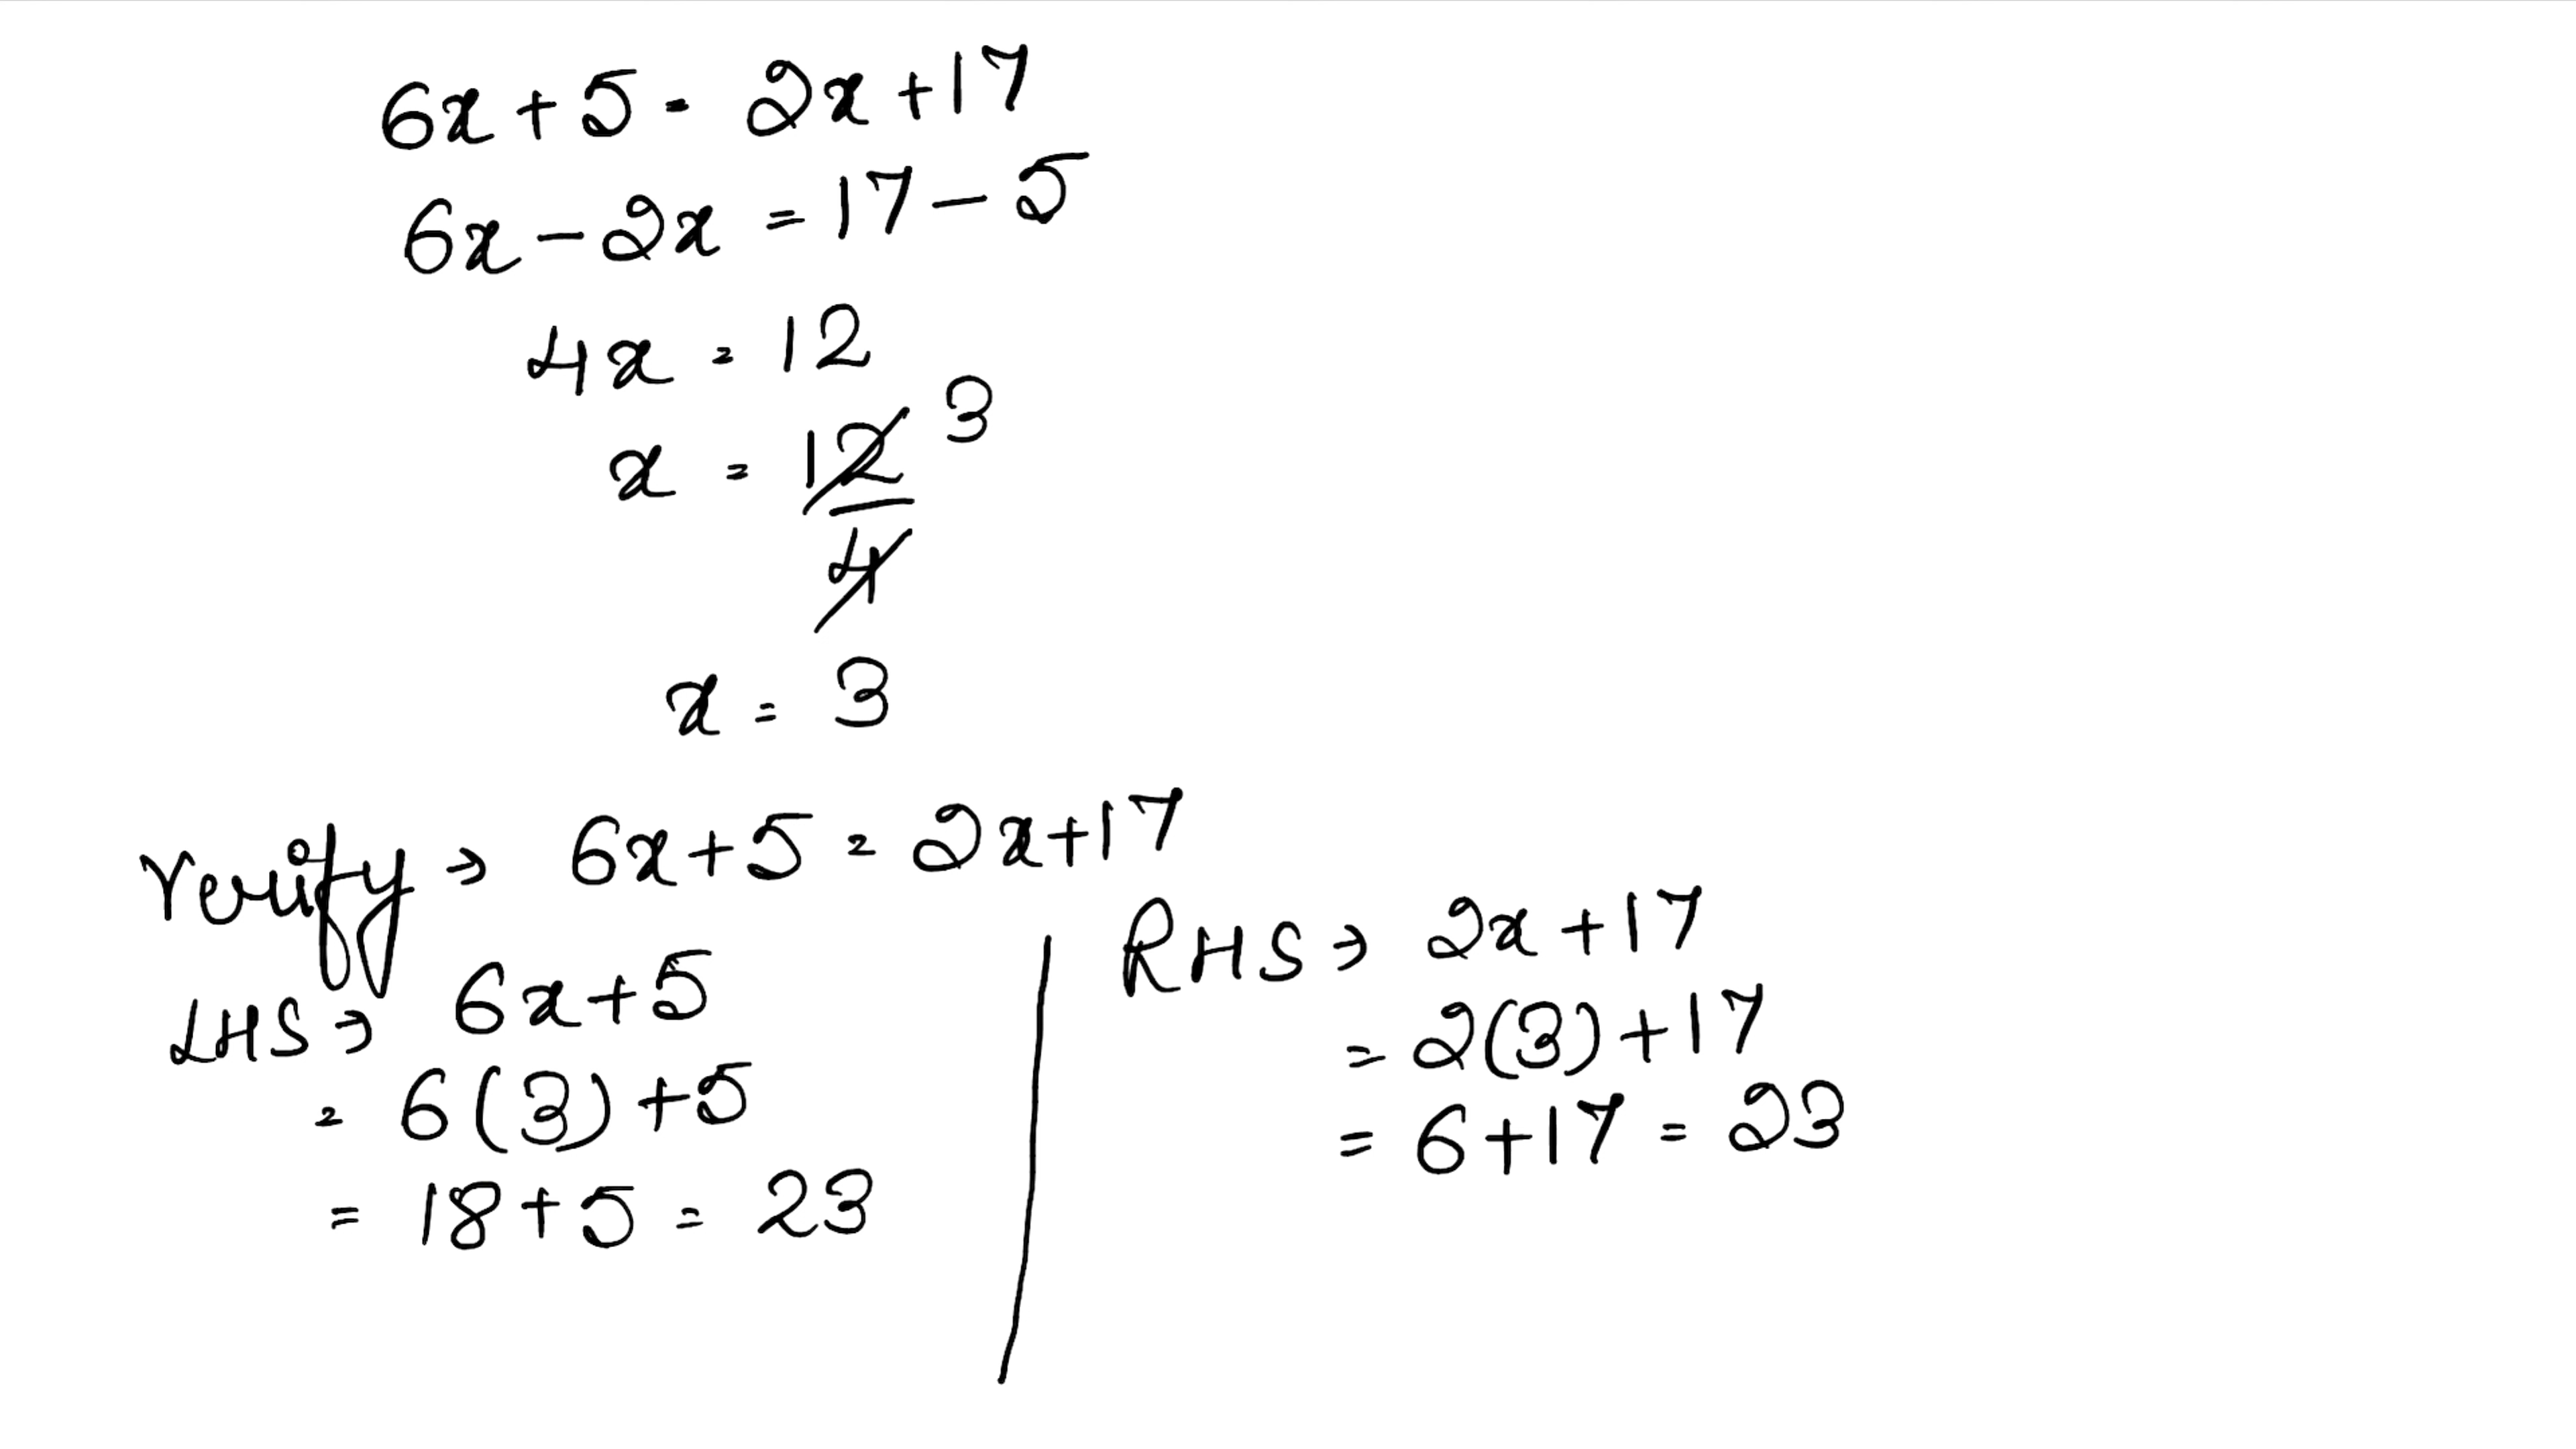 6x + 5 = 2x + 17
6x - 2x = 17 - 5
4x = 12
x = 12/4 3
x = 3
Verify → 6x + 5 = 2x + 17
LHS → 6x + 5
= 6(3) + 5
= 18 + 5 = 23
RHS → 2x + 17
= 2(3) + 17
= 6 + 17 = 23